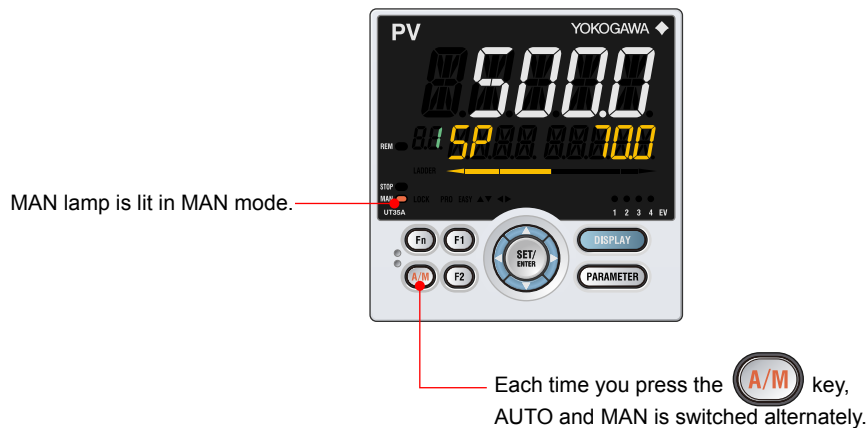 PV YOKOGAWA
500.0
REM 1 SP 70.0
LADDER
STOP
MAN lamp is lit in MAN mode. MAN LOCK PRO EAST
UT35A 1 2 3 4 EV
Fn F1 SET/ DISPLAY
ENTER
A/M F2 PARAMETER
Each time you press the A/M key,
AUTO and MAN is switched alternately.